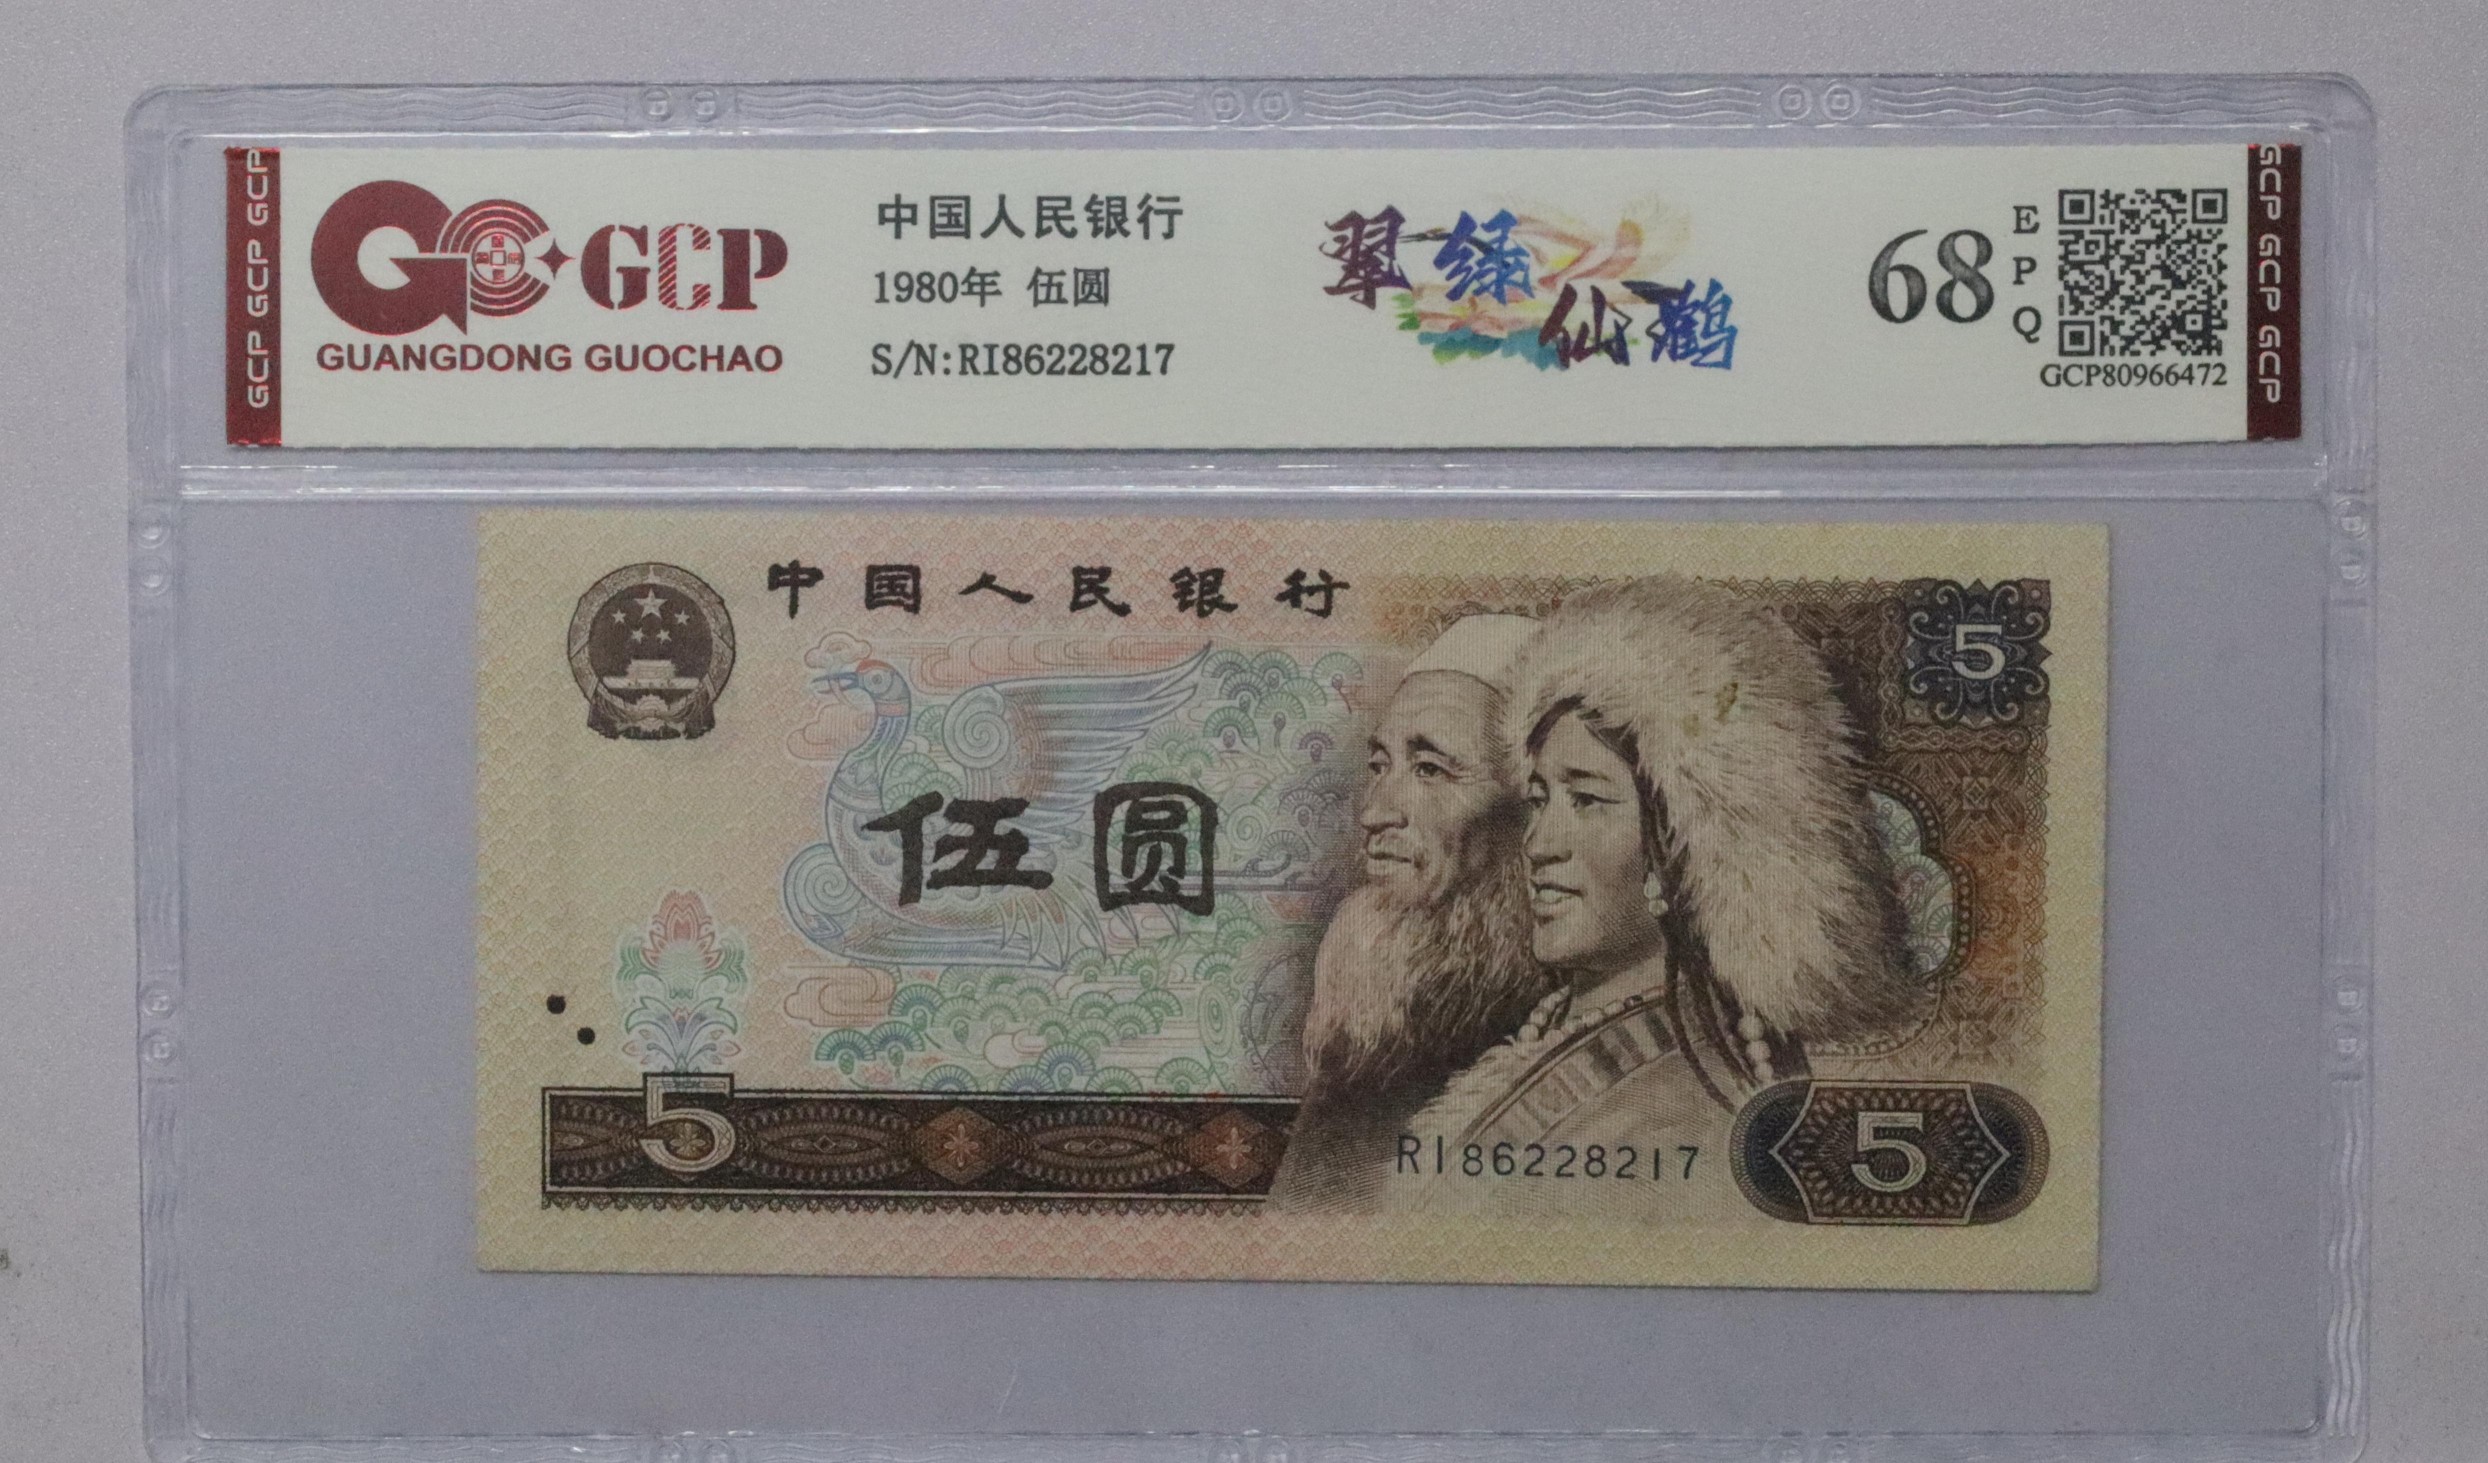 GCP GCP GCP
GCP
GUANGDONG GUOCHAO
中国人民银行
1980年 伍圆
S/N:RI86228217
翠绿仙鹤
68
EPQ
GCP80966472
GCP GCP GCP
中国人民银行
5
伍圆
5
RI86228217
5